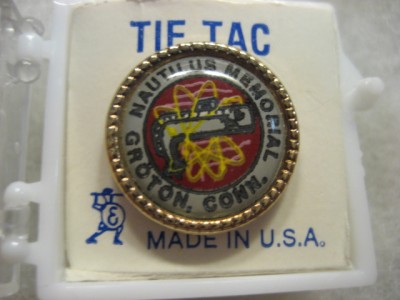 TIE TAC
NAUTILUS MEMORIAL
GROTON, CONN.
MADE IN U.S.A.